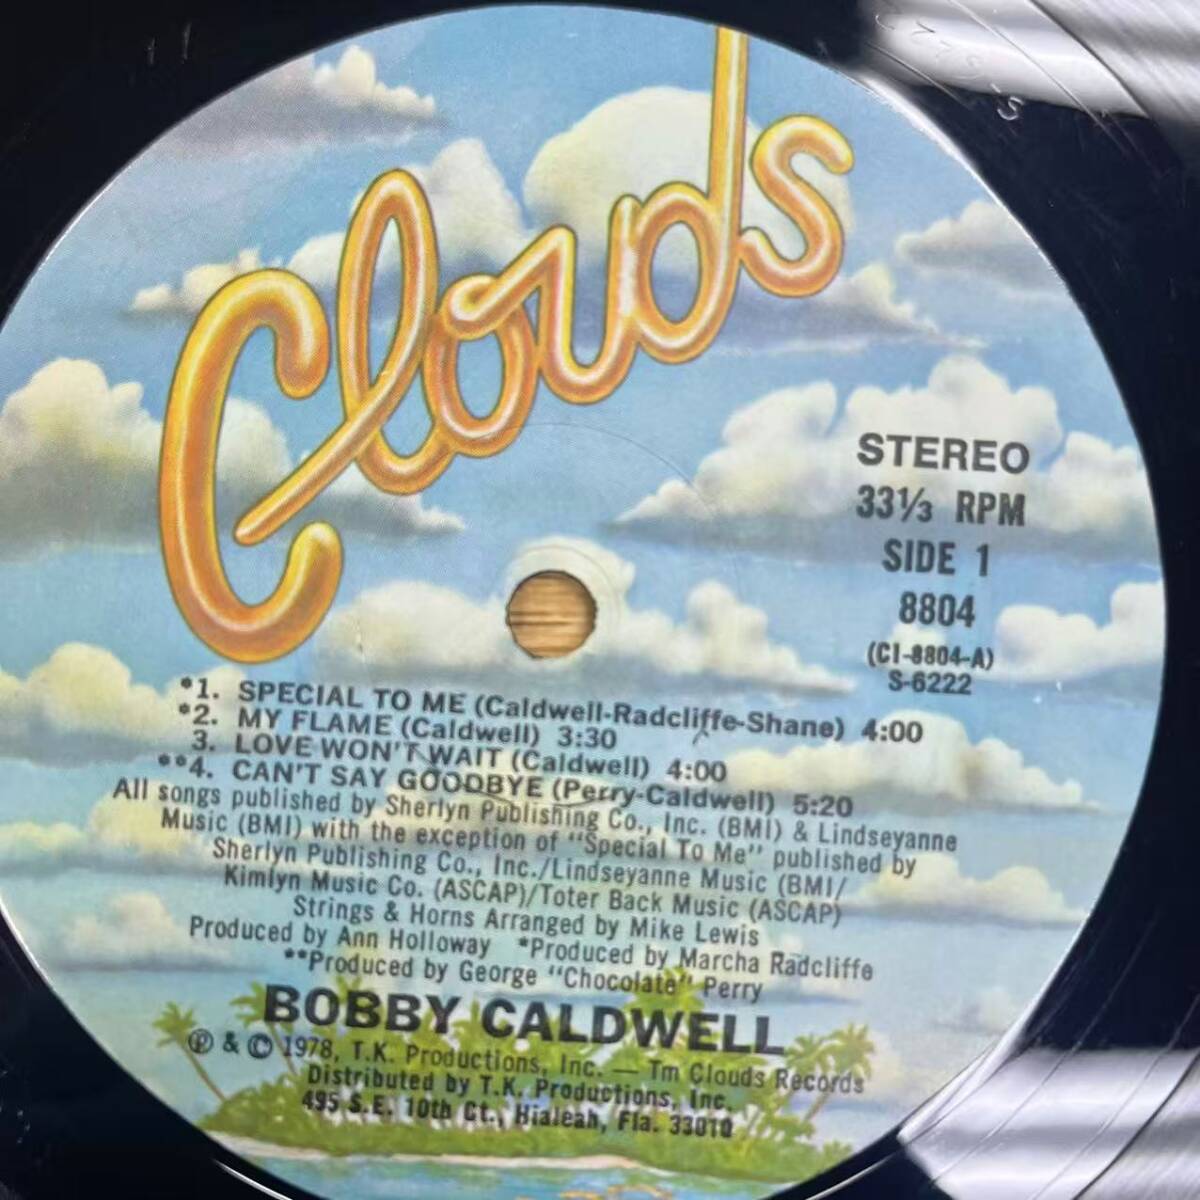 Clouds
STEREO
33⅓ RPM
SIDE 1
8804
(CI-8804-A)
S-6222
*1. SPECIAL TO ME (Caldwell-Radcliffe-Shane) 4:00
*2. MY FLAME (Caldwell) 3:30
3. LOVE WON'T WAIT (Caldwell) 4:00
**4. CAN'T SAY GOODBYE (Perry-Caldwell) 5:20
All songs published by Sherlyn Publishing Co., Inc. (BMI) & Lindseyanne
Music (BMI) with the exception of "Special To Me" published by
Sherlyn Publishing Co., Inc./Lindseyanne Music (BMI/
Kimlyn Music Co. (ASCAP)/Toter Back Music (ASCAP)
Strings & Horns Arranged by Mike Lewis
Produced by Ann Holloway *Produced by Marcha Radcliffe
**Produced by George "Chocolate" Perry
BOBBY CALDWELL
℗ & © 1978, T.K. Productions, Inc. — Tm Clouds Records
Distributed by T.K. Productions, Inc.
495 S.E. 10th Ct., Hialeah, Fla. 33010